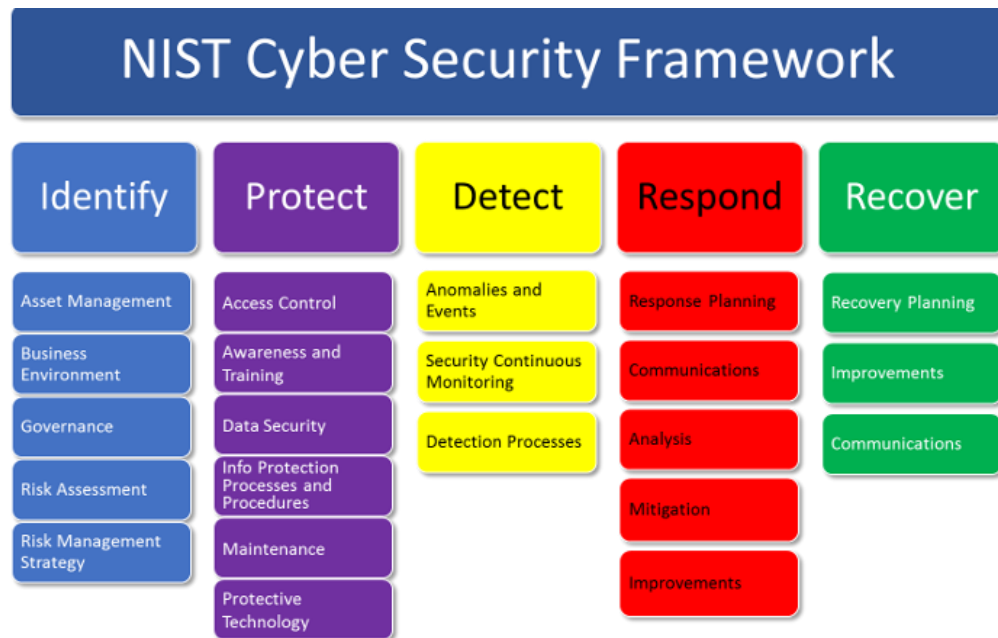 NIST Cyber Security Framework
Identify
Protect
Detect
Respond
Recover
Asset Management
Business
Environment
Governance
Risk Assessment
Risk Management
Strategy
Access Control
Awareness and
Training
Data Security
Info Protection
Processes and
Procedures
Maintenance
Protective
Technology
Anomalies and
Events
Security Continuous
Monitoring
Detection Processes
Response Planning
Communications
Analysis
Mitigation
Improvements
Recovery Planning
Improvements
Communications